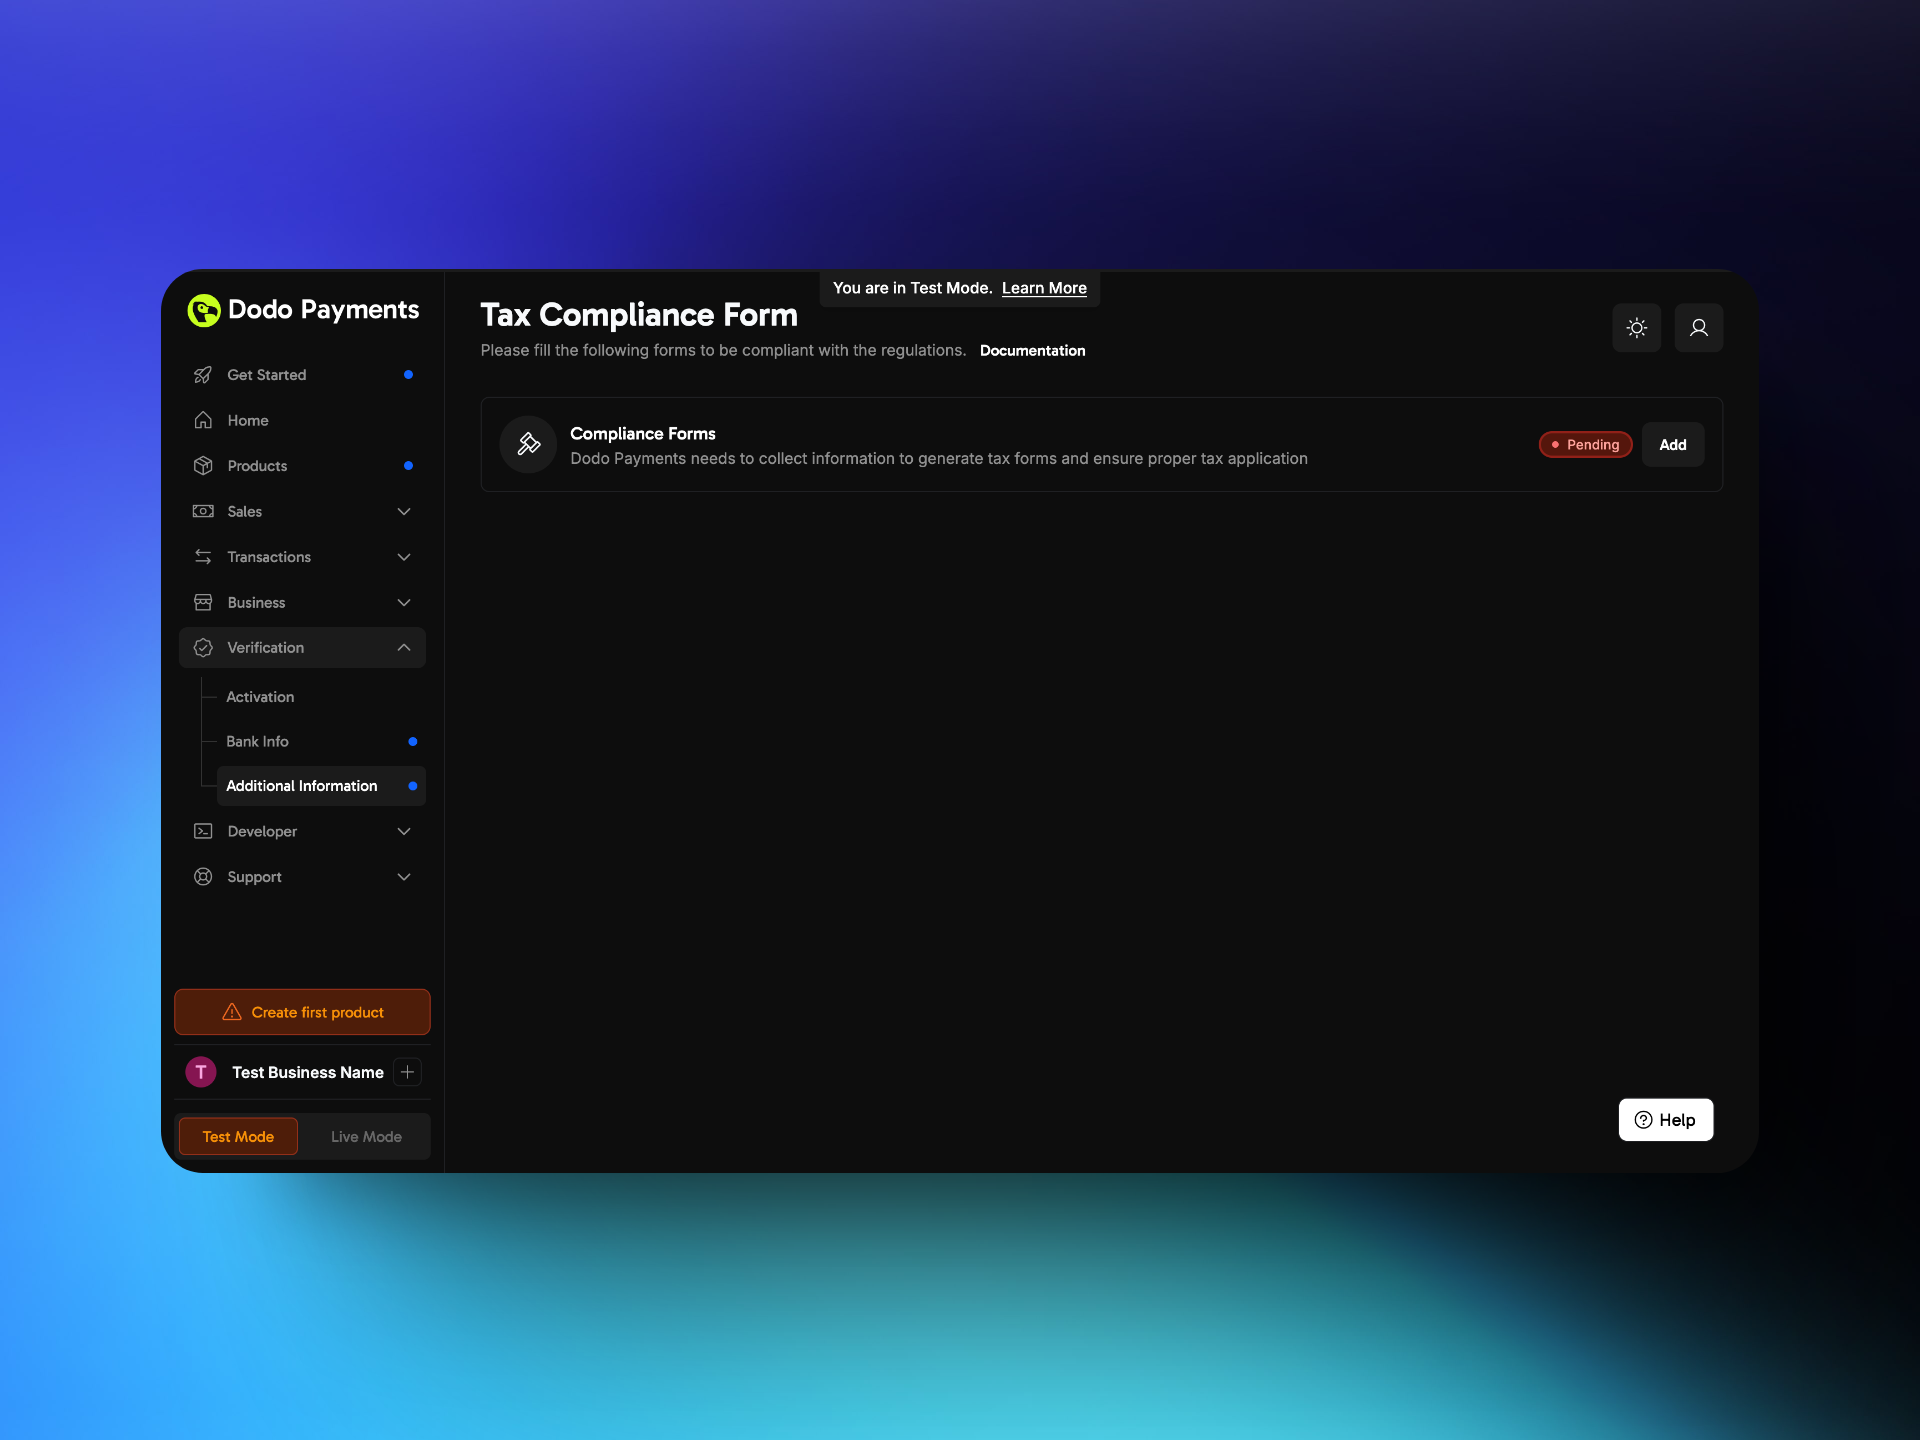 Dodo Payments
Get Started
Home
Products
Sales
Transactions
Business
Verification
Activation
Bank Info
Additional Information
Developer
Support
Create first product
T
Test Business Name
Test Mode
Live Mode
You are in Test Mode. Learn More
Tax Compliance Form
Please fill the following forms to be compliant with the regulations. Documentation
Compliance Forms
Dodo Payments needs to collect information to generate tax forms and ensure proper tax application
Pending
Add
Help